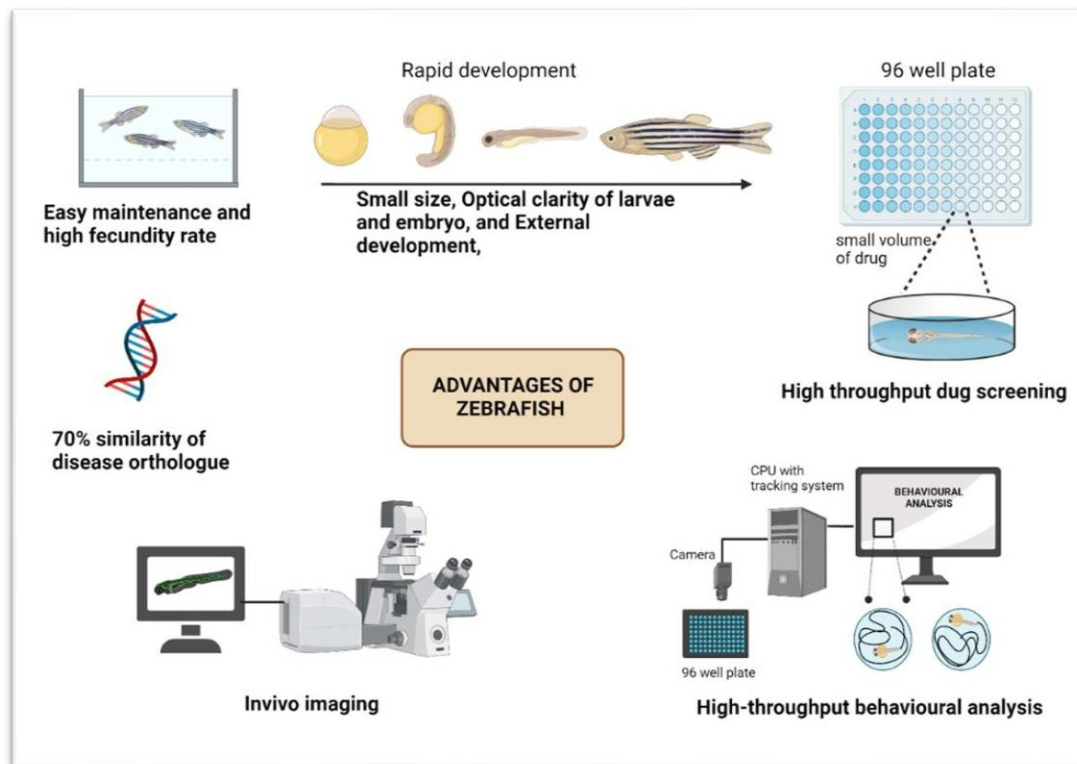 Rapid development
96 well plate
Easy maintenance and
high fecundity rate
Small size, Optical clarity of larvae
and embryo, and External
development,
small volume
of drug
High throughput dug screening
ADVANTAGES OF
ZEBRAFISH
70% similarity of
disease orthologue
CPU with
tracking system
BEHAVIOURAL
ANALYSIS
Camera
96 well plate
Invivo imaging
High-throughput behavioural analysis